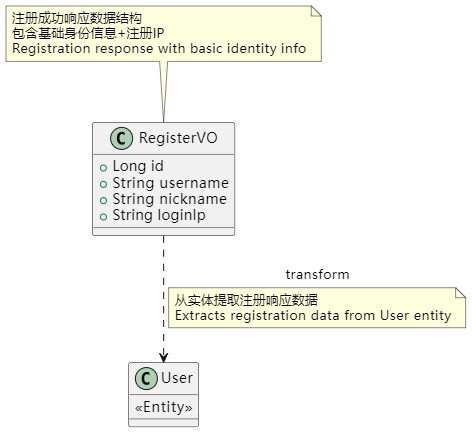 注册成功响应数据结构
包含基础身份信息+注册IP
Registration response with basic identity info
C RegisterVO
Long id
String username
String nickname
String loginIp
transform
从实体提取注册响应数据
Extracts registration data from User entity
C User
«Entity»